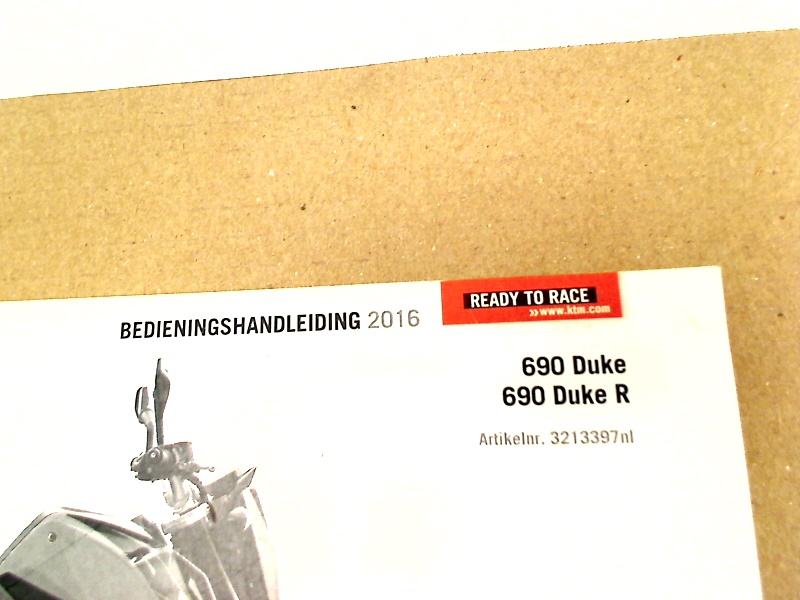 BEDIENINGSHANDLEIDING 2016
READY TO RACE
»www.ktm.com
690 Duke
690 Duke R
Artikelnr. 3213397nl